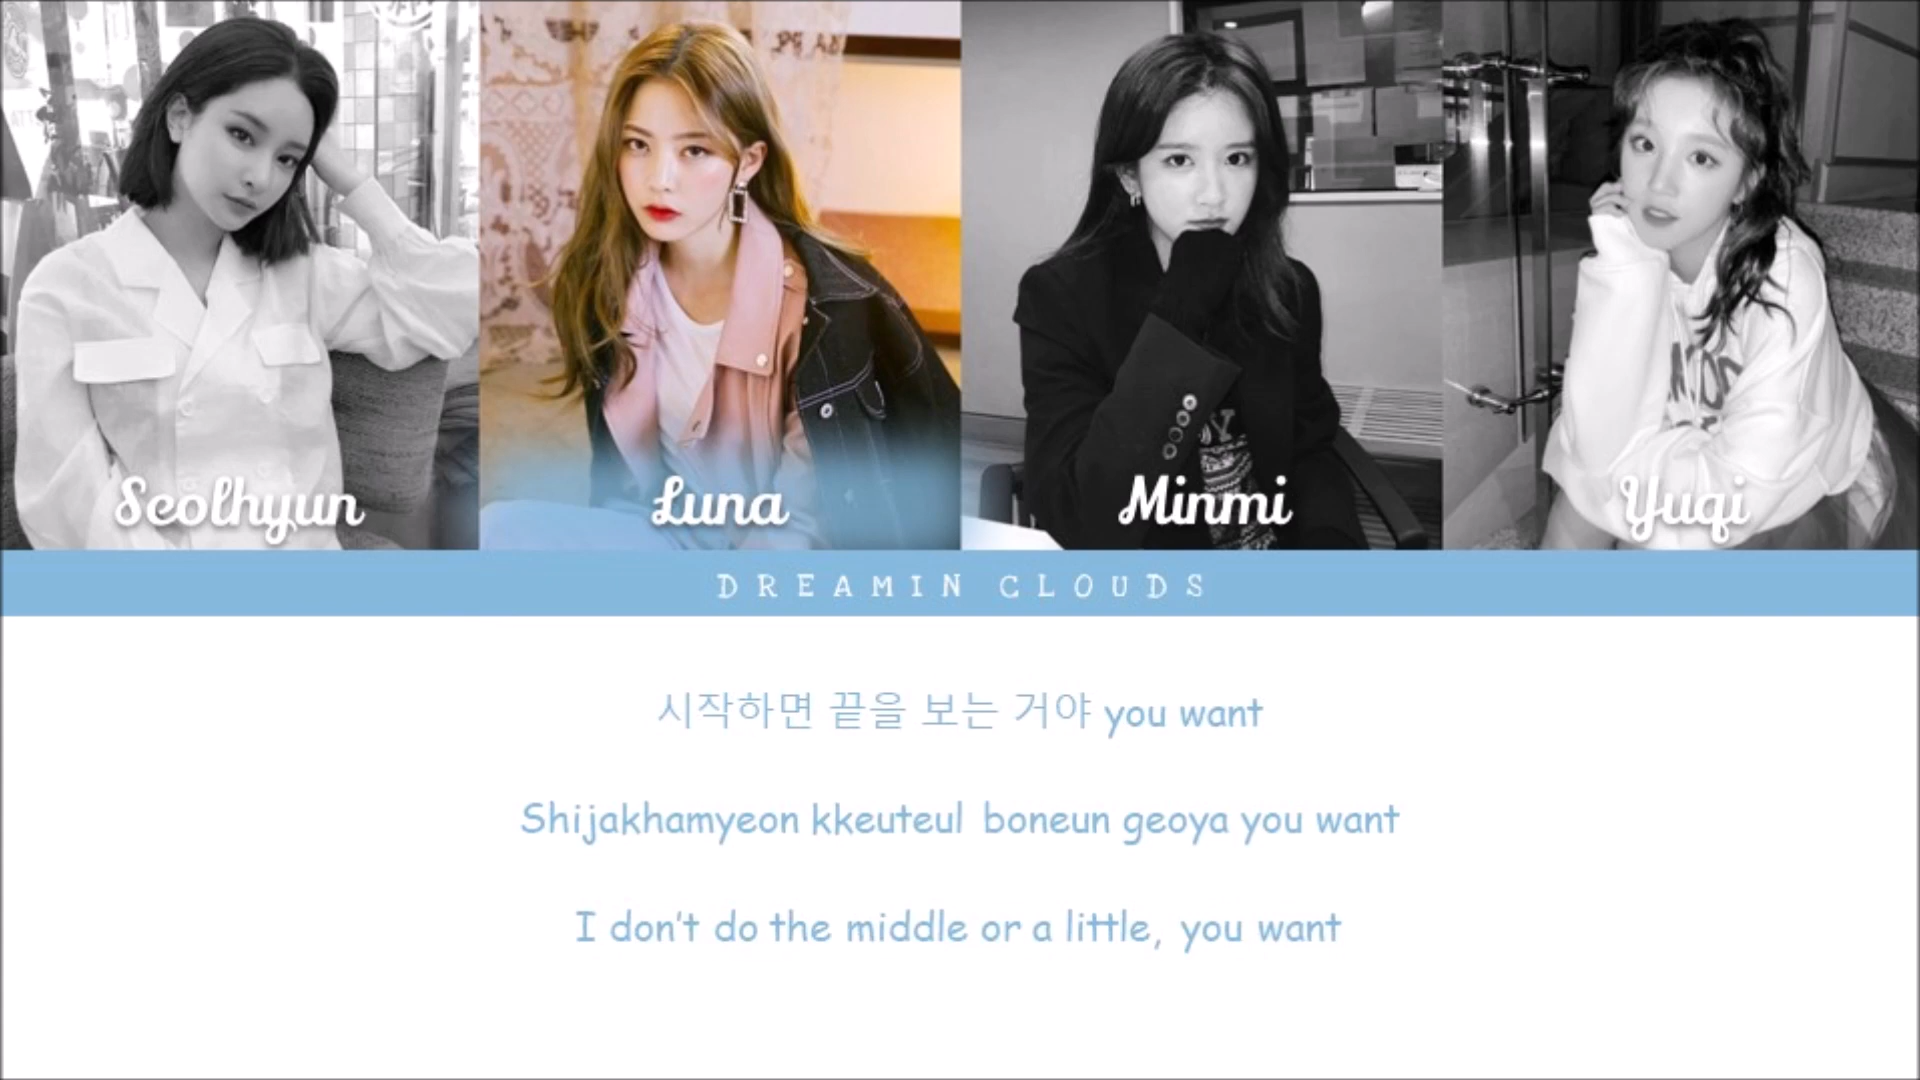 Seolhyun
Luna
Minmi
Yuqi
DREAMIN CLOUDS
시작하면 끝을 보는 거야 you want
Shijakhamyeon kkeuteul boneun geoya you want
I don't do the middle or a little, you want